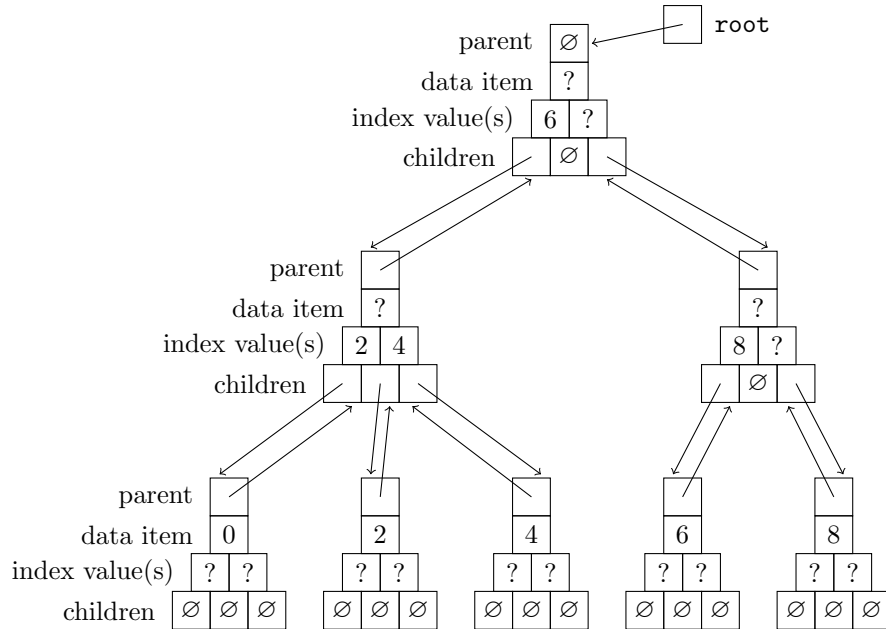 root
parent ∅
data item ?
index value(s) 6 ?
children ∅
parent
data item ? ?
index value(s) 2 4 8 ?
children ∅
parent
data item 0 2 4 6 8
index value(s) ? ? ? ? ? ? ? ? ? ?
children ∅ ∅ ∅ ∅ ∅ ∅ ∅ ∅ ∅ ∅ ∅ ∅ ∅ ∅ ∅